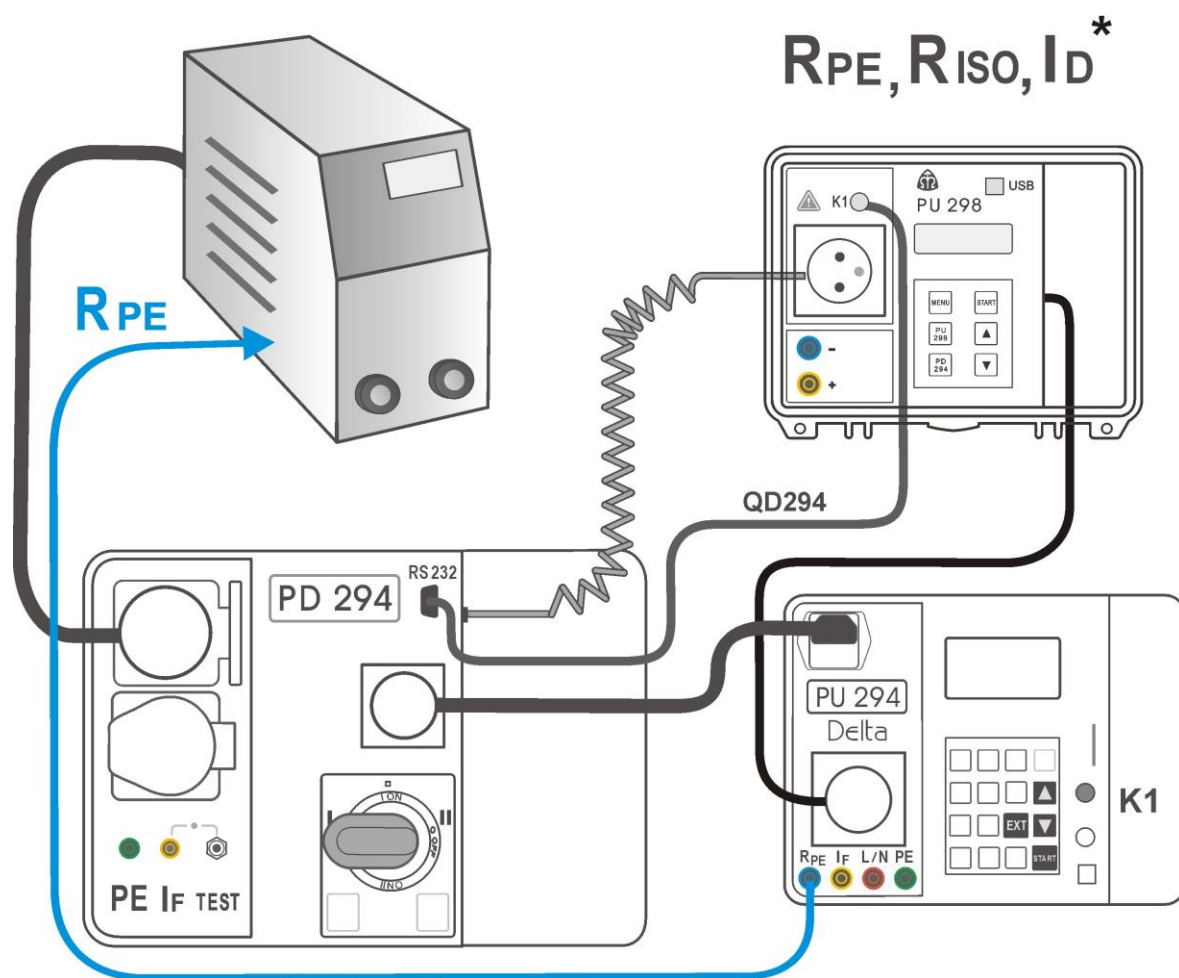 RPE, RISO, ID*
K1
USB
PU 298
MENU
START
PU 298
PD 294
-
+
RPE
QD294
RS 232
PD 294
PU 294
Delta
I ON
I
II
O OFF
II ON
K1
EXT
START
RPE IF L/N PE
PE IF TEST